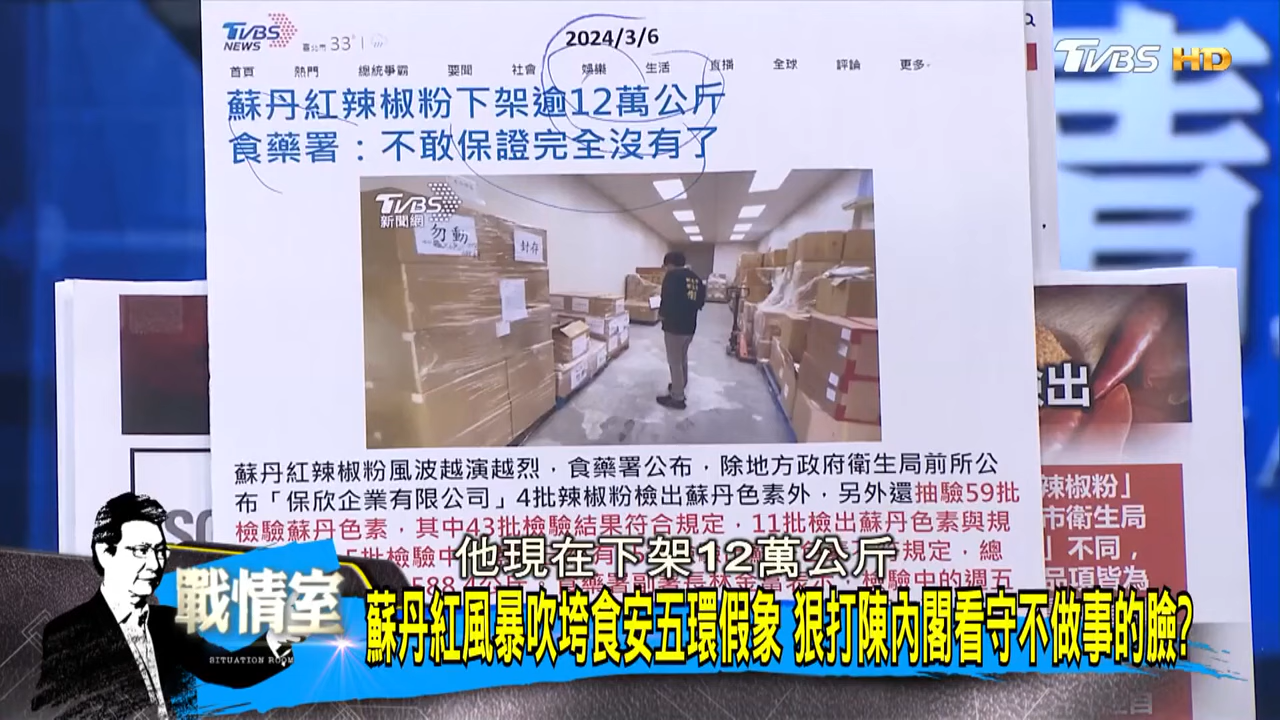 TVBS NEWS
臺北市 33°
2024/3/6
TVBS HD
首頁 熱門 總統爭霸 要聞 社會 娛樂 生活 直播 全球 評論 更多
蘇丹紅辣椒粉下架逾12萬公斤
食藥署：不敢保證完全沒有了
TVBS
新聞網
勿動
封存
出
蘇丹紅辣椒粉風波越演越烈，食藥署公布，除地方政府衛生局前所公
布「保欣企業有限公司」4批辣椒粉檢出蘇丹色素外，另外還抽驗59批
檢驗蘇丹色素，其中43批檢驗結果符合規定，11批檢出蘇丹色素與規
辣椒粉」
市衛生局
」不同，
品項皆為
他現在下架12萬公斤
戰情室
SITUATION ROOM
蘇丹紅風暴吹垮食安五環假象 狠打陳內閣看守不做事的臉?